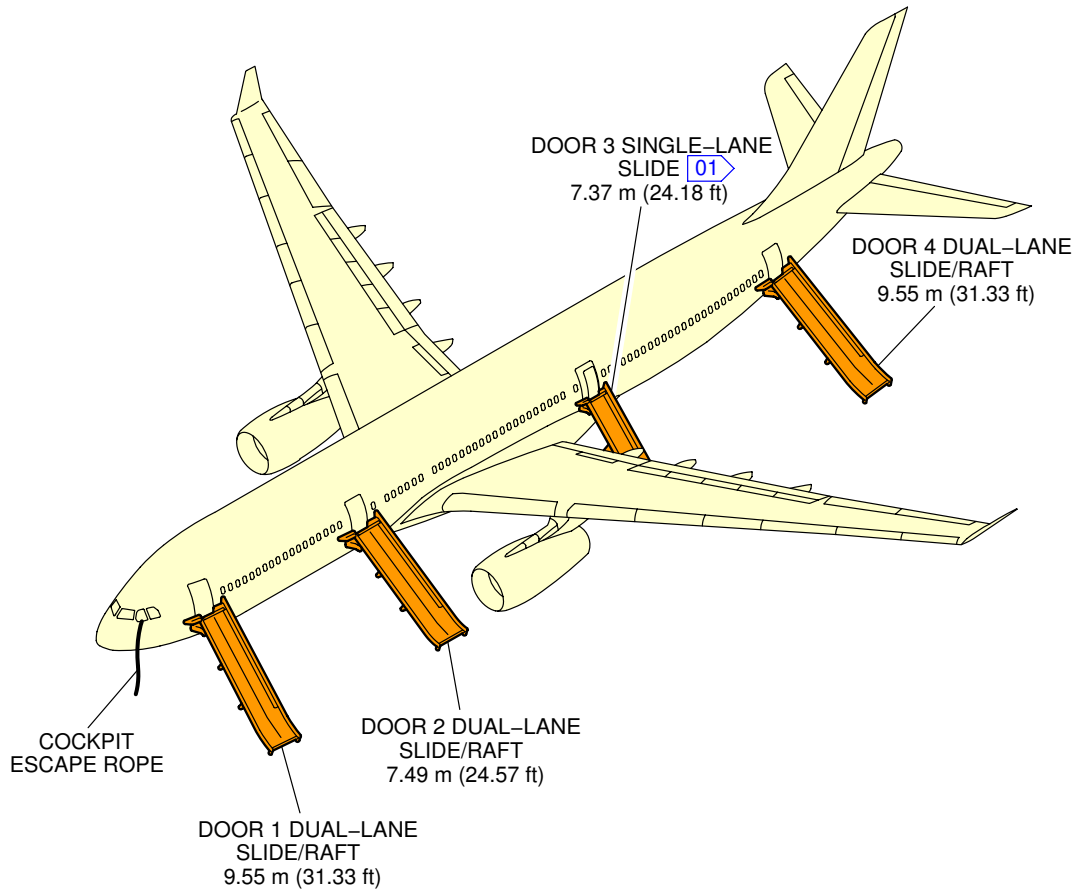 DOOR 3 SINGLE–LANE
SLIDE 01
7.37 m (24.18 ft)
DOOR 4 DUAL–LANE
SLIDE/RAFT
9.55 m (31.33 ft)
COCKPIT
ESCAPE ROPE
DOOR 2 DUAL–LANE
SLIDE/RAFT
7.49 m (24.57 ft)
DOOR 1 DUAL–LANE
SLIDE/RAFT
9.55 m (31.33 ft)